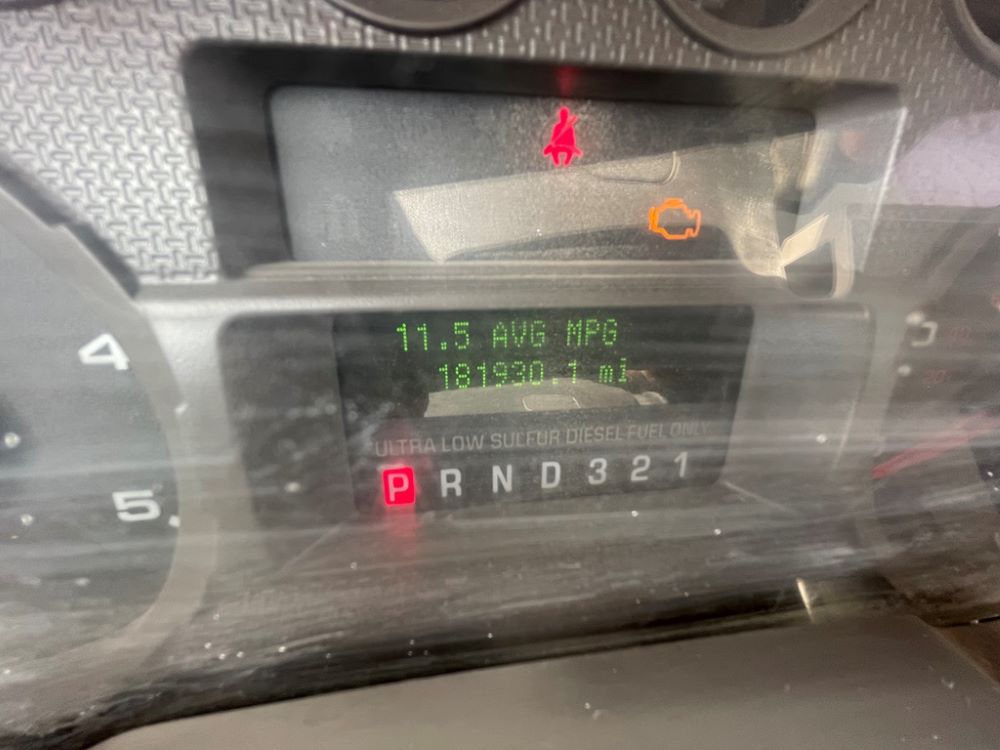 11.5 AVG MPG
181930.1 mi
ULTRA LOW SULFUR DIESEL FUEL ONLY
P R N D 3 2 1
4
5